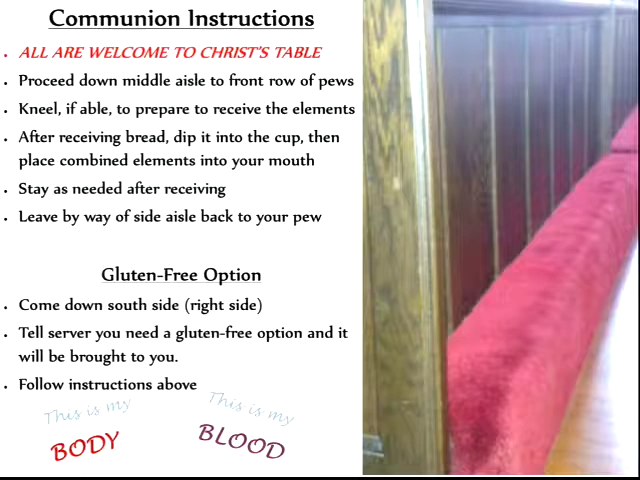 Communion Instructions
• ALL ARE WELCOME TO CHRIST'S TABLE
• Proceed down middle aisle to front row of pews
• Kneel, if able, to prepare to receive the elements
• After receiving bread, dip it into the cup, then
place combined elements into your mouth
• Stay as needed after receiving
• Leave by way of side aisle back to your pew
Gluten-Free Option
• Come down south side (right side)
• Tell server you need a gluten-free option and it
will be brought to you.
• Follow instructions above
This is my
BODY
This is my
BLOOD